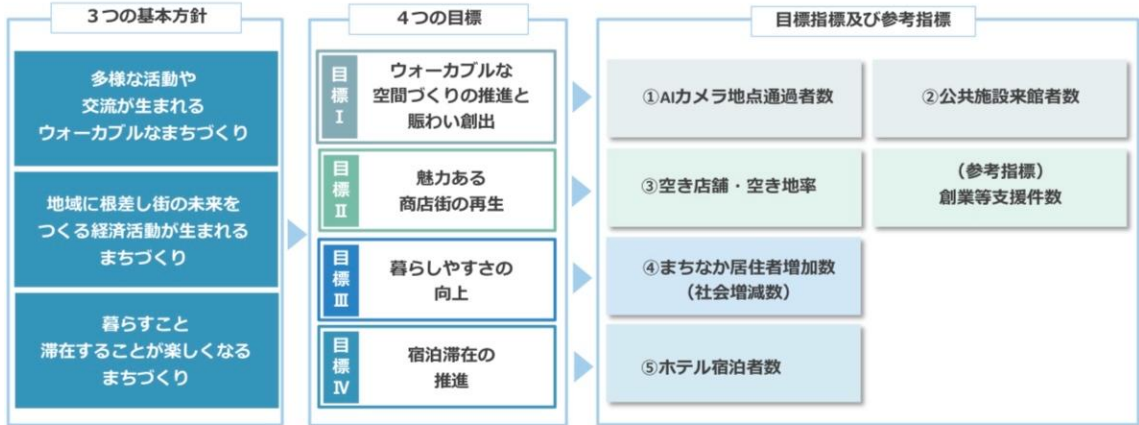 3つの基本方針
多様な活動や
交流が生まれる
ウォーカブルなまちづくり
地域に根差し街の未来を
つくる経済活動が生まれる
まちづくり
暮らすこと
滞在することが楽しくなる
まちづくり
4つの目標
目標Ⅰ
ウォーカブルな
空間づくりの推進と
賑わい創出
目標Ⅱ
魅力ある
商店街の再生
目標Ⅲ
暮らしやすさの
向上
目標Ⅳ
宿泊滞在の
推進
目標指標及び参考指標
①AIカメラ地点通過者数
②公共施設来館者数
③空き店舗・空き地率
(参考指標)
創業等支援件数
④まちなか居住者増加数
(社会増減数)
⑤ホテル宿泊者数